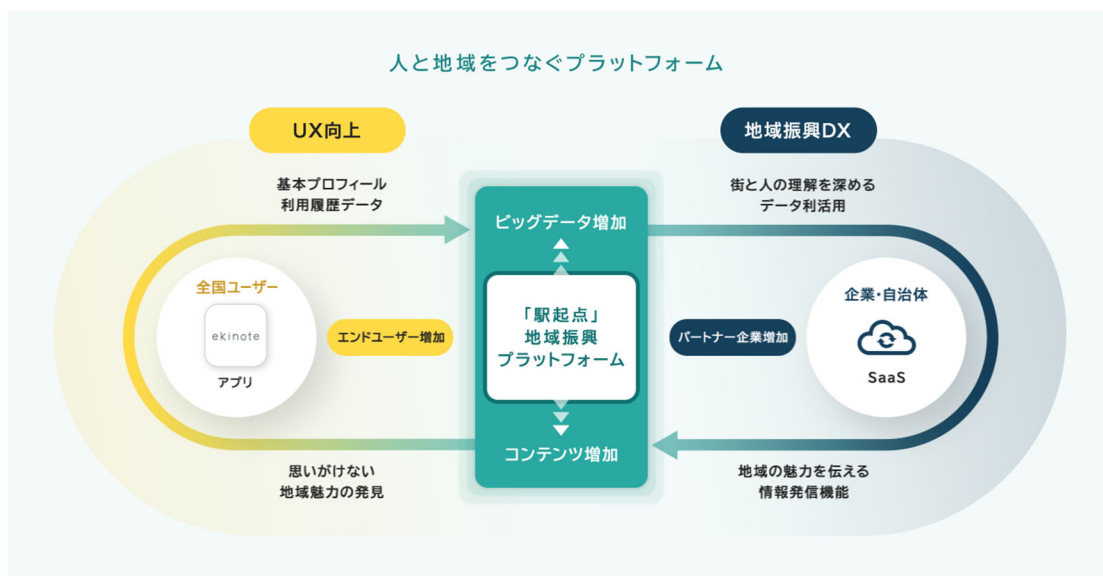 人と地域をつなぐプラットフォーム
UX向上
基本プロフィール
利用履歴データ
全国ユーザー
ekinote
アプリ
エンドユーザー増加
思いがけない
地域魅力の発見
ビッグデータ増加
「駅起点」
地域振興
プラットフォーム
コンテンツ増加
地域振興DX
街と人の理解を深める
データ利活用
パートナー企業増加
企業・自治体
SaaS
地域の魅力を伝える
情報発信機能